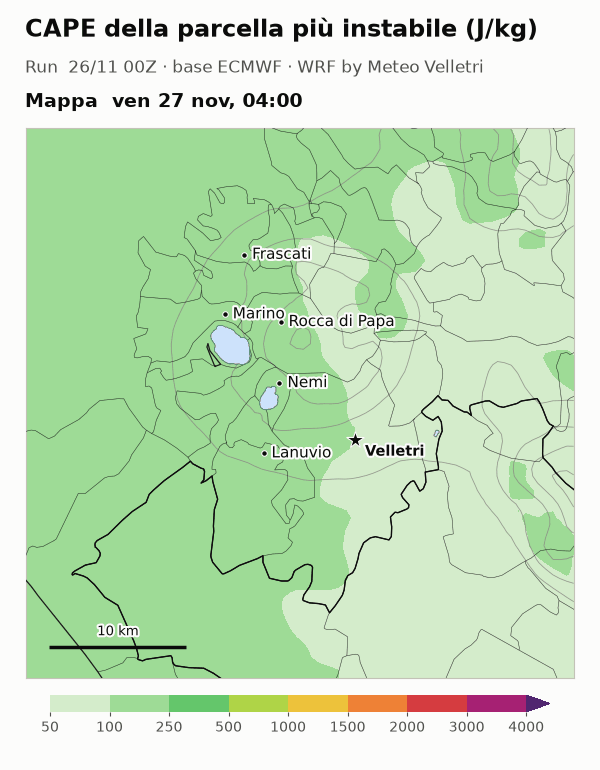 CAPE della parcella più instabile (J/kg)
Run  26/11 00Z · base ECMWF · WRF by Meteo Velletri
Mappa  ven 27 nov, 04:00
Frascati
Marino
Rocca di Papa
Nemi
Velletri
Lanuvio
10 km
50 100 250 500 1000 1500 2000 3000 4000